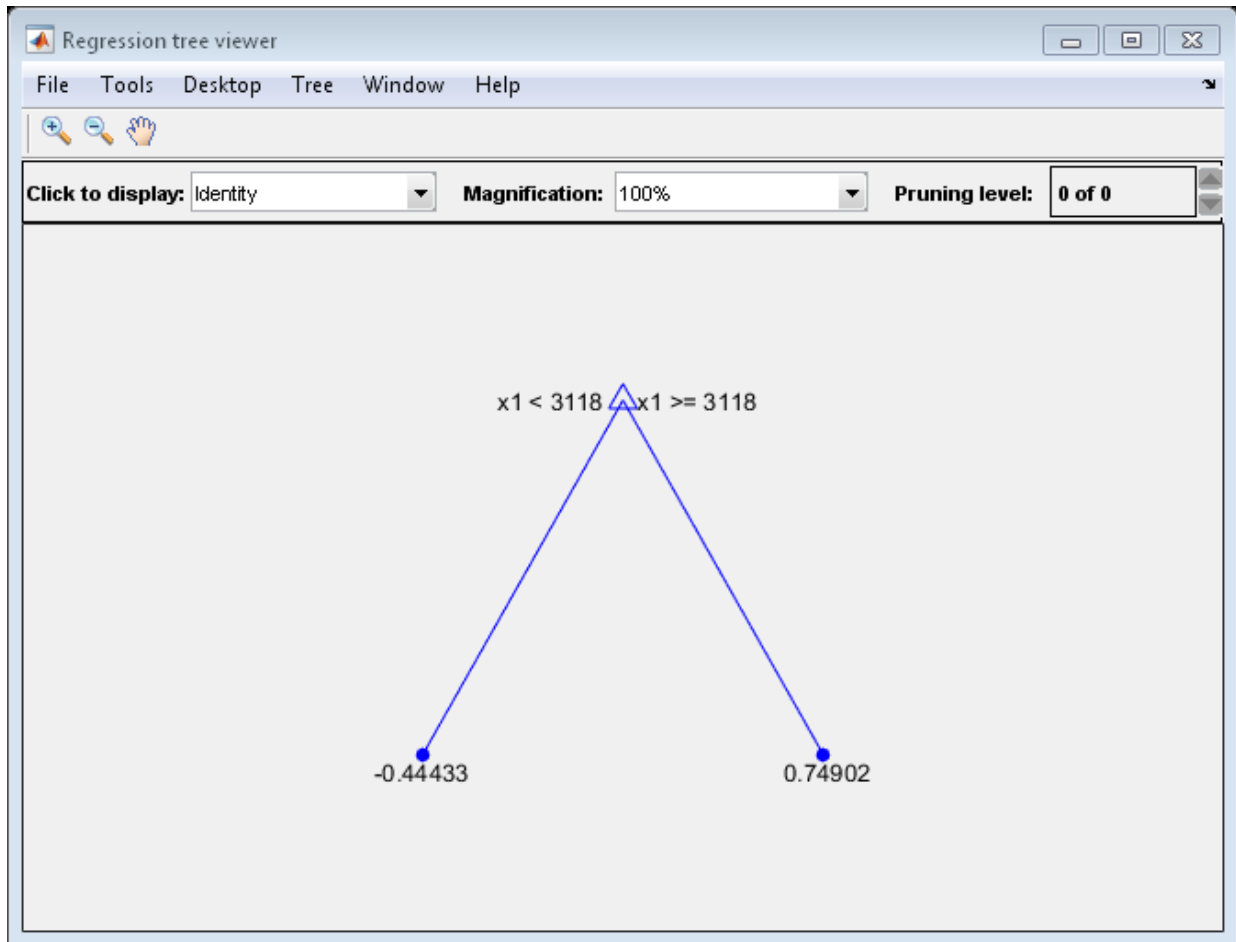 Regression tree viewer
File Tools Desktop Tree Window Help
Click to display: Identity Magnification: 100% Pruning level: 0 of 0
x1 < 3118 x1 >= 3118
-0.44433 0.74902